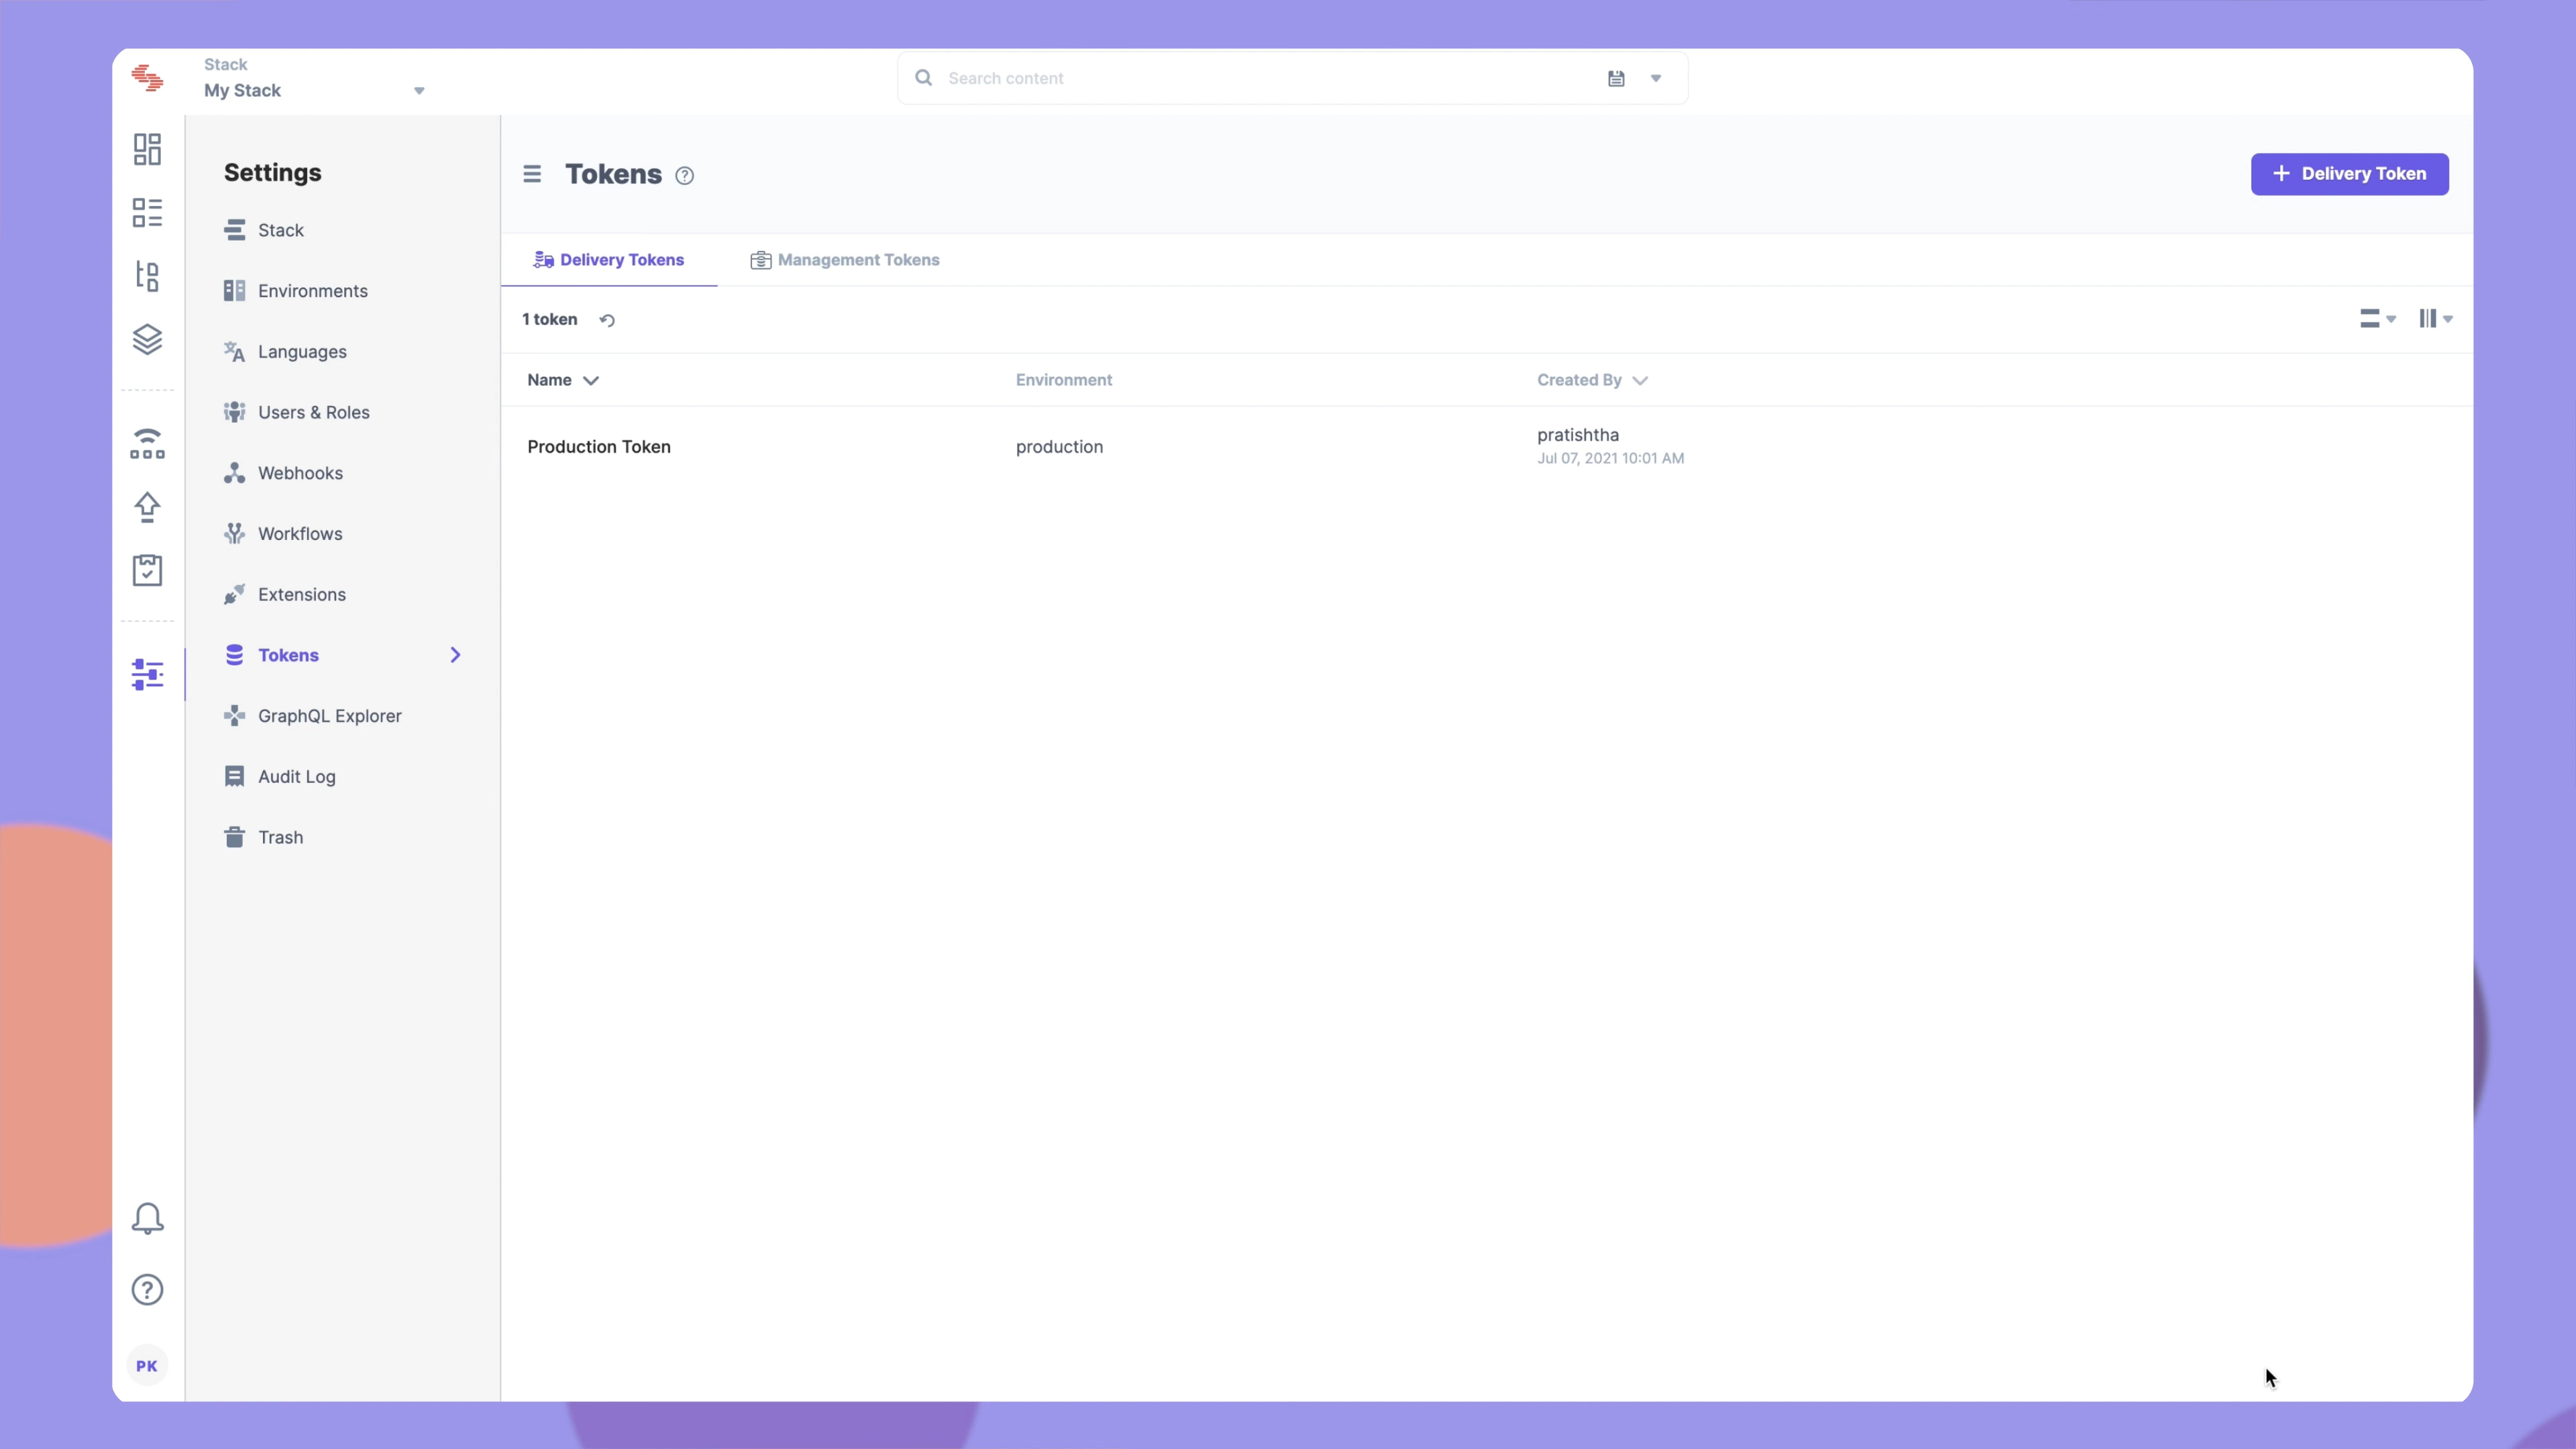 Stack
My Stack
Search content
Settings
Stack
Environments
Languages
Users & Roles
Webhooks
Workflows
Extensions
Tokens
GraphQL Explorer
Audit Log
Trash
PK
Tokens
Delivery Token
Delivery Tokens
Management Tokens
1 token
Name
Environment
Created By
Production Token
production
pratishtha
Jul 07, 2021 10:01 AM